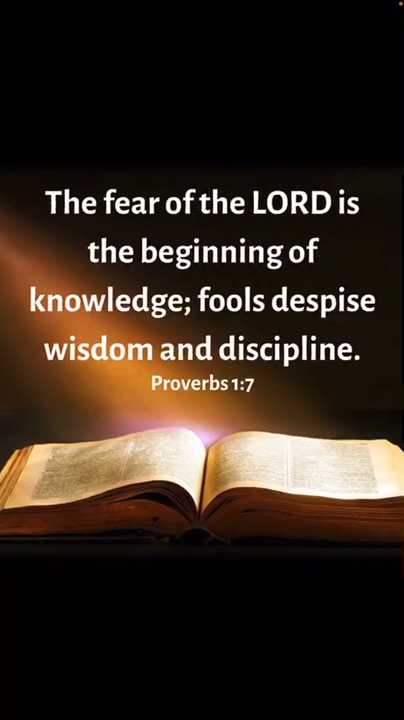 The fear of the LORD is
the beginning of
knowledge; fools despise
wisdom and discipline.
Proverbs 1:7